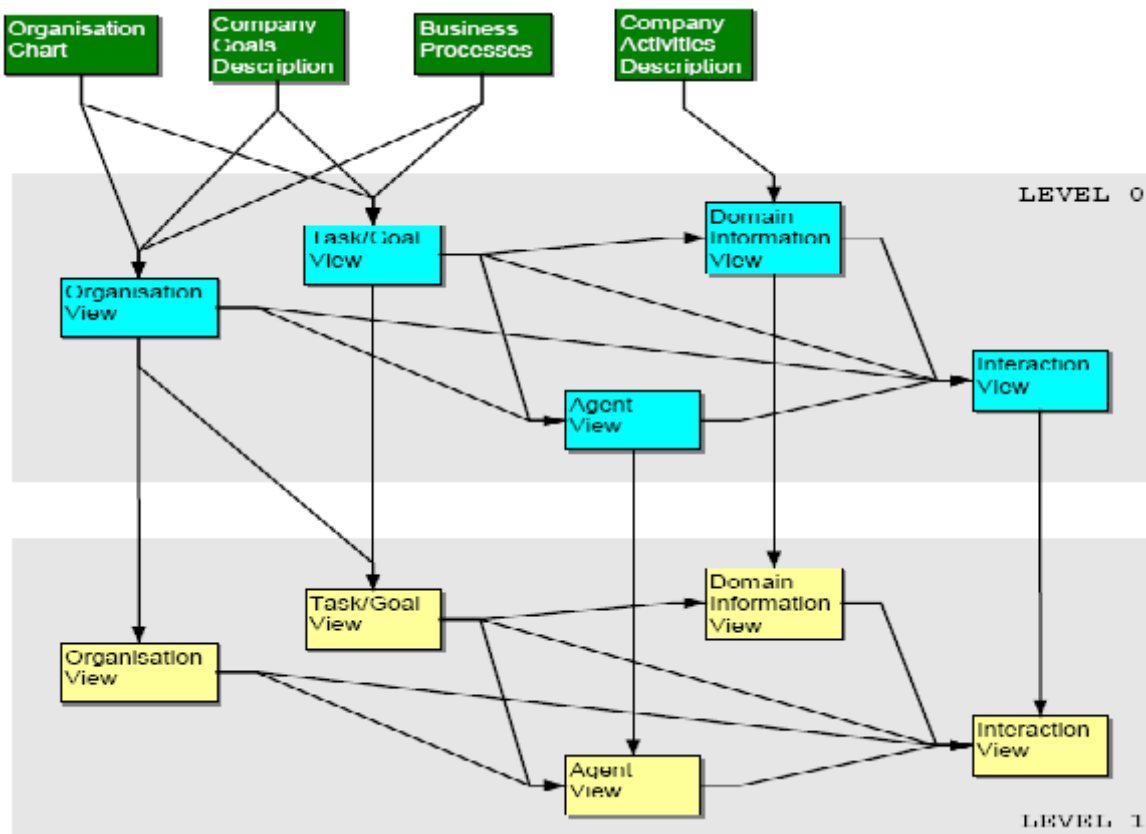 Organisation
Chart
Company
Goals
Description
Business
Processes
Company
Activities
Description
LEVEL 0
Task/Goal
View
Domain
Information
View
Organisation
View
Interaction
View
Agent
View
Task/Goal
View
Domain
Information
View
Organisation
View
Interaction
View
Agent
View
LEVEL 1